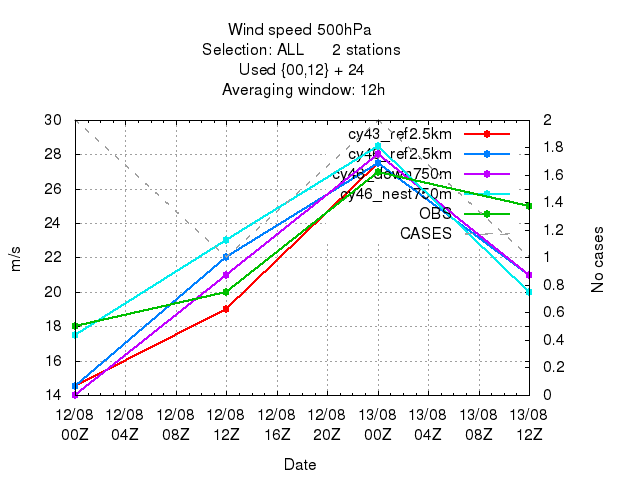 Wind speed 500hPa
Selection: ALL 2 stations
Used {00,12} + 24
Averaging window: 12h
30
28
26
24
22
20
18
16
14
m/s
2
1.8
1.6
1.4
1.2
1
0.8
0.6
0.4
0.2
0
No cases
cy43_ref2.5km
cy46_ref2.5km
cy46_down750m
cy46_nest750m
OBS
CASES
12/08 12/08 12/08 12/08 12/08 12/08 13/08 13/08 13/08 13/08
00Z 04Z 08Z 12Z 16Z 20Z 00Z 04Z 08Z 12Z
Date